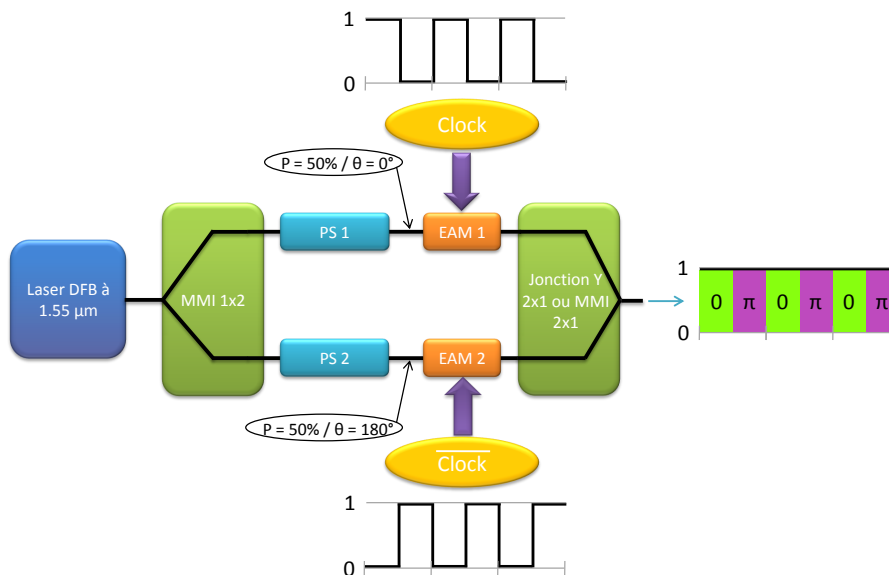 1
0
Clock
P = 50% / θ = 0°
PS 1
EAM 1
Laser DFB à
1.55 µm
MMI 1x2
Jonction Y
2x1 ou MMI
2x1
1
0 π 0 π 0 π
0
PS 2
EAM 2
P = 50% / θ = 180°
Clock
1
0